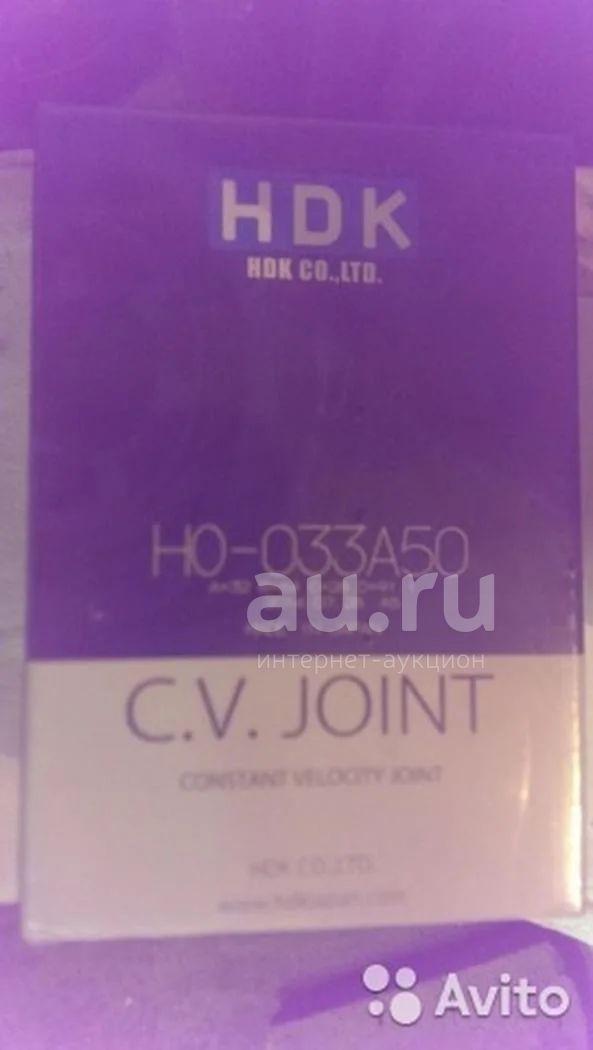 HDK
HDK CO.,LTD.
HO-033A50
au.ru
интернет-аукцион
C.V. JOINT
CONSTANT VELOCITY JOINT
HDK CO.,LTD.
Avito